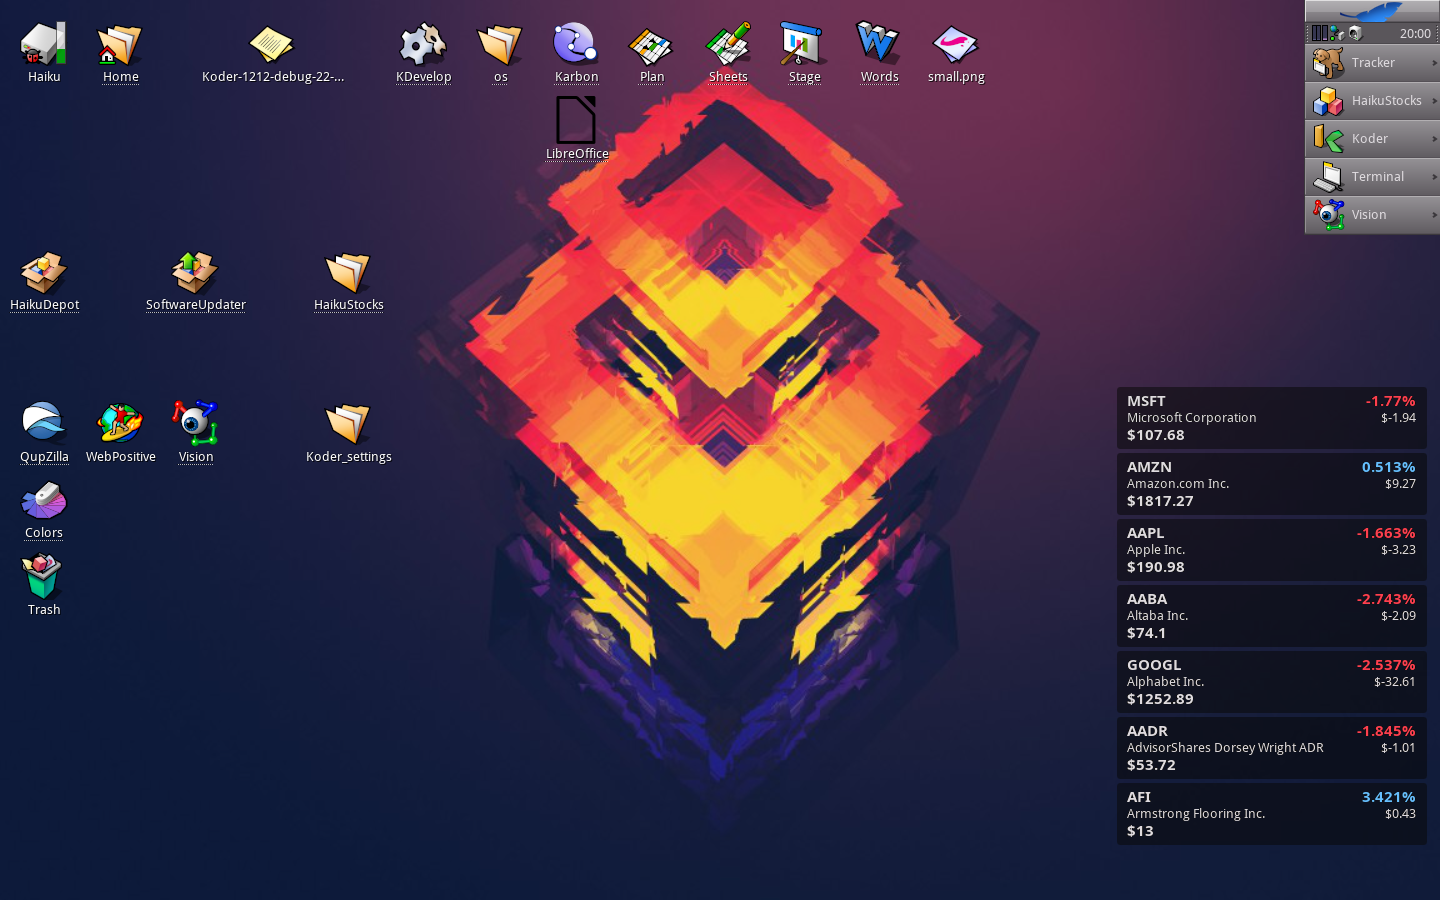 Haiku
Home
Koder-1212-debug-22-...
KDevelop
os
Karbon
Plan
Sheets
Stage
Words
small.png
LibreOffice
20:00
Tracker
HaikuStocks
Koder
Terminal
Vision
HaikuDepot
SoftwareUpdater
HaikuStocks
QupZilla
WebPositive
Vision
Koder_settings
Colors
Trash
MSFT -1.77%
Microsoft Corporation $-1.94
$107.68
AMZN 0.513%
Amazon.com Inc. $9.27
$1817.27
AAPL -1.663%
Apple Inc. $-3.23
$190.98
AABA -2.743%
Altaba Inc. $-2.09
$74.1
GOOGL -2.537%
Alphabet Inc. $-32.61
$1252.89
AADR -1.845%
AdvisorShares Dorsey Wright ADR $-1.01
$53.72
AFI 3.421%
Armstrong Flooring Inc. $0.43
$13